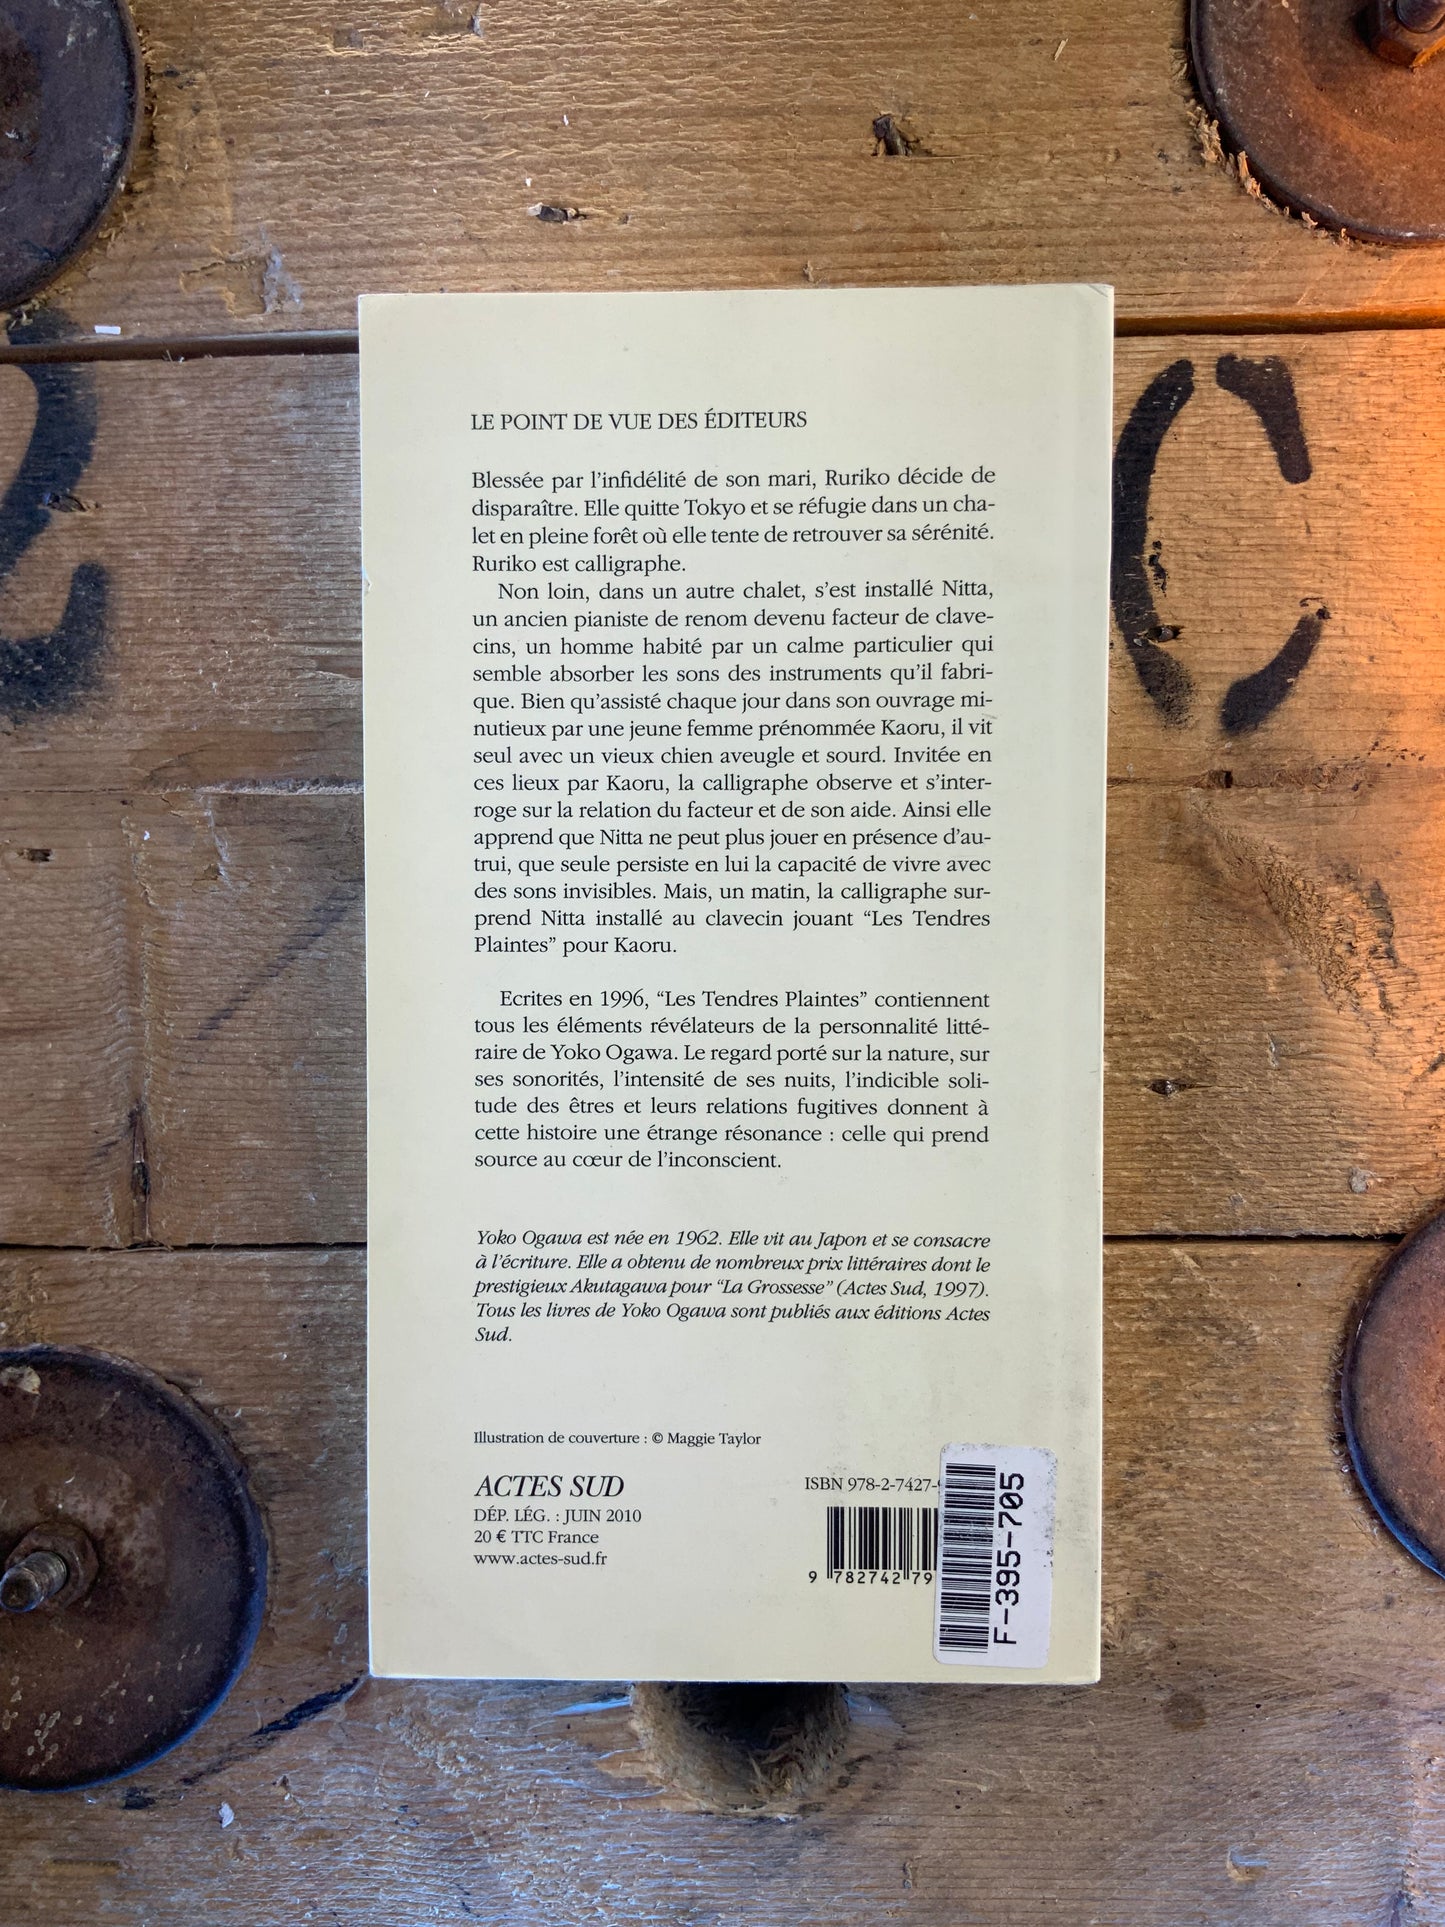 LE POINT DE VUE DES ÉDITEURS
Blessée par l'infidélité de son mari, Ruriko décide de
disparaître. Elle quitte Tokyo et se réfugie dans un cha-
let en pleine forêt où elle tente de retrouver sa sérénité.
Ruriko est calligraphe.
Non loin, dans un autre chalet, s'est installé Nitta,
un ancien pianiste de renom devenu facteur de clave-
cins, un homme habité par un calme particulier qui
semble absorber les sons des instruments qu'il fabri-
que. Bien qu'assisté chaque jour dans son ouvrage mi-
nutieux par une jeune femme prénommée Kaoru, il vit
seul avec un vieux chien aveugle et sourd. Invitée en
ces lieux par Kaoru, la calligraphe observe et s'inter-
roge sur la relation du facteur et de son aide. Ainsi elle
apprend que Nitta ne peut plus jouer en présence d'au-
trui, que seule persiste en lui la capacité de vivre avec
des sons invisibles. Mais, un matin, la calligraphe sur-
prend Nitta installé au clavecin jouant “Les Tendres
Plaintes” pour Kaoru.
Ecrites en 1996, “Les Tendres Plaintes” contiennent
tous les éléments révélateurs de la personnalité litté-
raire de Yoko Ogawa. Le regard porté sur la nature, sur
ses sonorités, l'intensité de ses nuits, l'indicible soli-
tude des êtres et leurs relations fugitives donnent à
cette histoire une étrange résonance : celle qui prend
source au cœur de l'inconscient.
Yoko Ogawa est née en 1962. Elle vit au Japon et se consacre
à l'écriture. Elle a obtenu de nombreux prix littéraires dont le
prestigieux Akutagawa pour “La Grossesse” (Actes Sud, 1997).
Tous les livres de Yoko Ogawa sont publiés aux éditions Actes
Sud.
Illustration de couverture : © Maggie Taylor
ACTES SUD
DÉP. LÉG. : JUIN 2010
20 € TTC France
www.actes-sud.fr
ISBN 978-2-7427-
9 782742 79
F-395-705
C